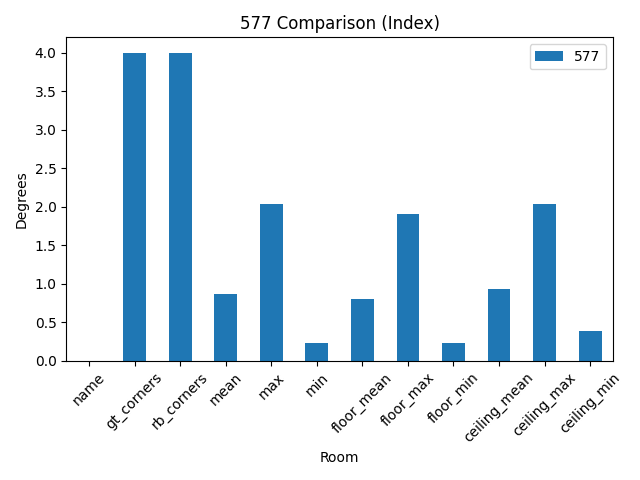 577 Comparison (Index)
577
Degrees
4.0
3.5
3.0
2.5
2.0
1.5
1.0
0.5
0.0
name
gt_corners
rb_corners
mean
max
min
floor_mean
floor_max
floor_min
ceiling_mean
ceiling_max
ceiling_min
Room